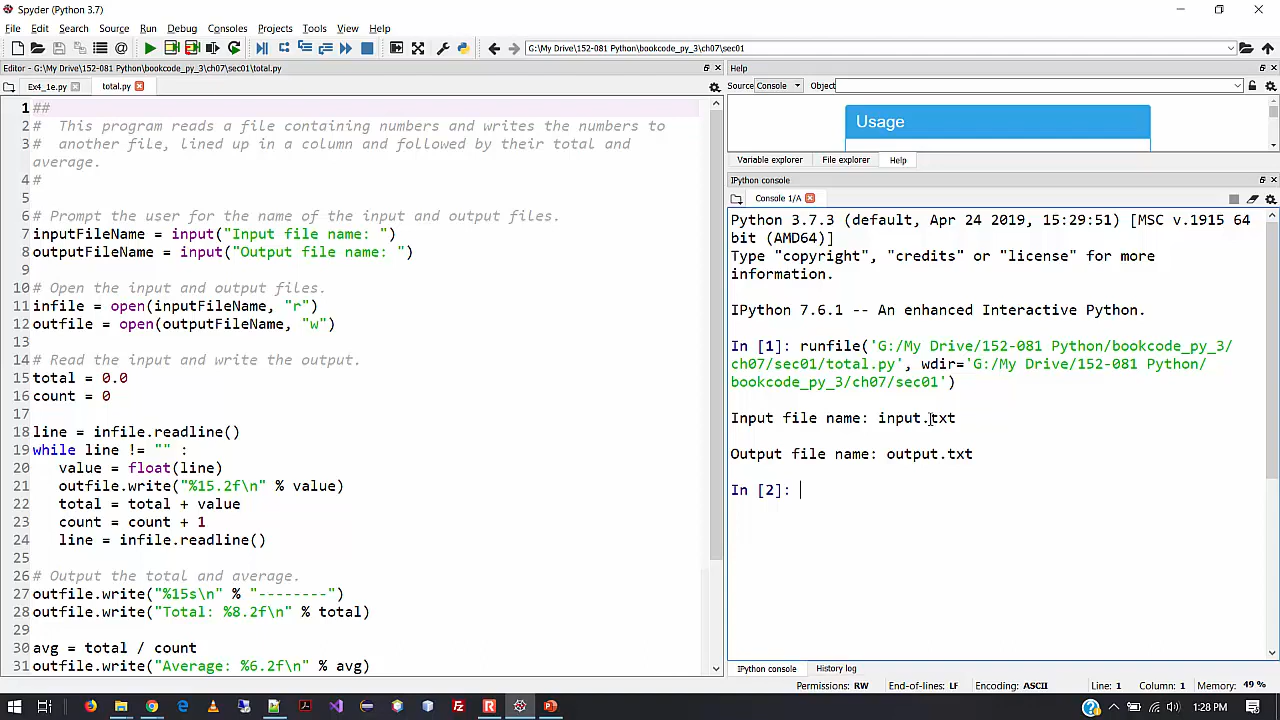 Spyder (Python 3.7)
File Edit Search Source Run Debug Consoles Projects Tools View Help
G:\My Drive\152-081 Python\bookcode_py_3\ch07\sec01
Editor - G:\My Drive\152-081 Python\bookcode_py_3\ch07\sec01\total.py
Ex4_1e.py total.py
1 ##
2 #  This program reads a file containing numbers and writes the numbers to
3 #  another file, lined up in a column and followed by their total and
average.
4 #
5
6 # Prompt the user for the name of the input and output files.
7 inputFileName = input("Input file name: ")
8 outputFileName = input("Output file name: ")
9
10 # Open the input and output files.
11 infile = open(inputFileName, "r")
12 outfile = open(outputFileName, "w")
13
14 # Read the input and write the output.
15 total = 0.0
16 count = 0
17
18 line = infile.readline()
19 while line != "" :
20    value = float(line)
21    outfile.write("%15.2f\n" % value)
22    total = total + value
23    count = count + 1
24    line = infile.readline()
25
26 # Output the total and average.
27 outfile.write("%15s\n" % "--------")
28 outfile.write("Total: %8.2f\n" % total)
29
30 avg = total / count
31 outfile.write("Average: %6.2f\n" % avg)
Help
Source Console Object
Usage
Variable explorer File explorer Help
IPython console
Console 1/A
Python 3.7.3 (default, Apr 24 2019, 15:29:51) [MSC v.1915 64
bit (AMD64)]
Type "copyright", "credits" or "license" for more
information.
IPython 7.6.1 -- An enhanced Interactive Python.
In [1]: runfile('G:/My Drive/152-081 Python/bookcode_py_3/
ch07/sec01/total.py', wdir='G:/My Drive/152-081 Python/
bookcode_py_3/ch07/sec01')
Input file name: input.txt
Output file name: output.txt
In [2]:
IPython console History log
Permissions: RW End-of-lines: LF Encoding: ASCII Line: 1 Column: 1 Memory: 49 %
1:28 PM